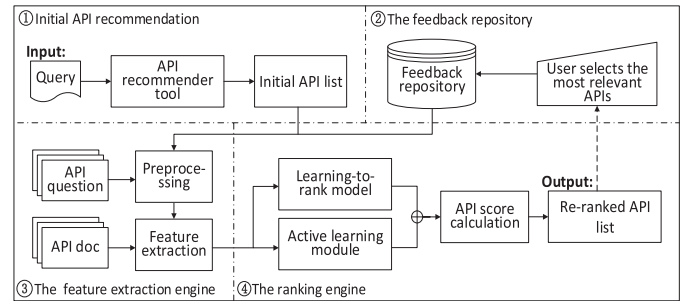 ①Initial API recommendation
②The feedback repository
Input:
Query
API
recommender
tool
Initial API list
Feedback
repository
User selects the
most relevant
APIs
API
question
Preproce-
ssing
Learning-to-
rank model
Output:
API score
calculation
Re-ranked API
list
API doc
Feature
extraction
Active learning
module
③The feature extraction engine
④The ranking engine